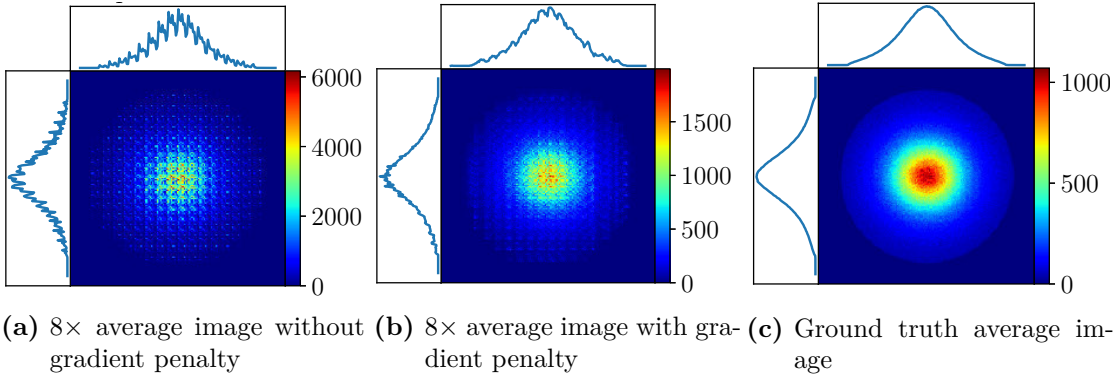 6000
4000
2000
0
1500
1000
500
0
1000
500
0
(a) 8× average image without
gradient penalty
(b) 8× average image with gra-
dient penalty
(c) Ground truth average im-
age